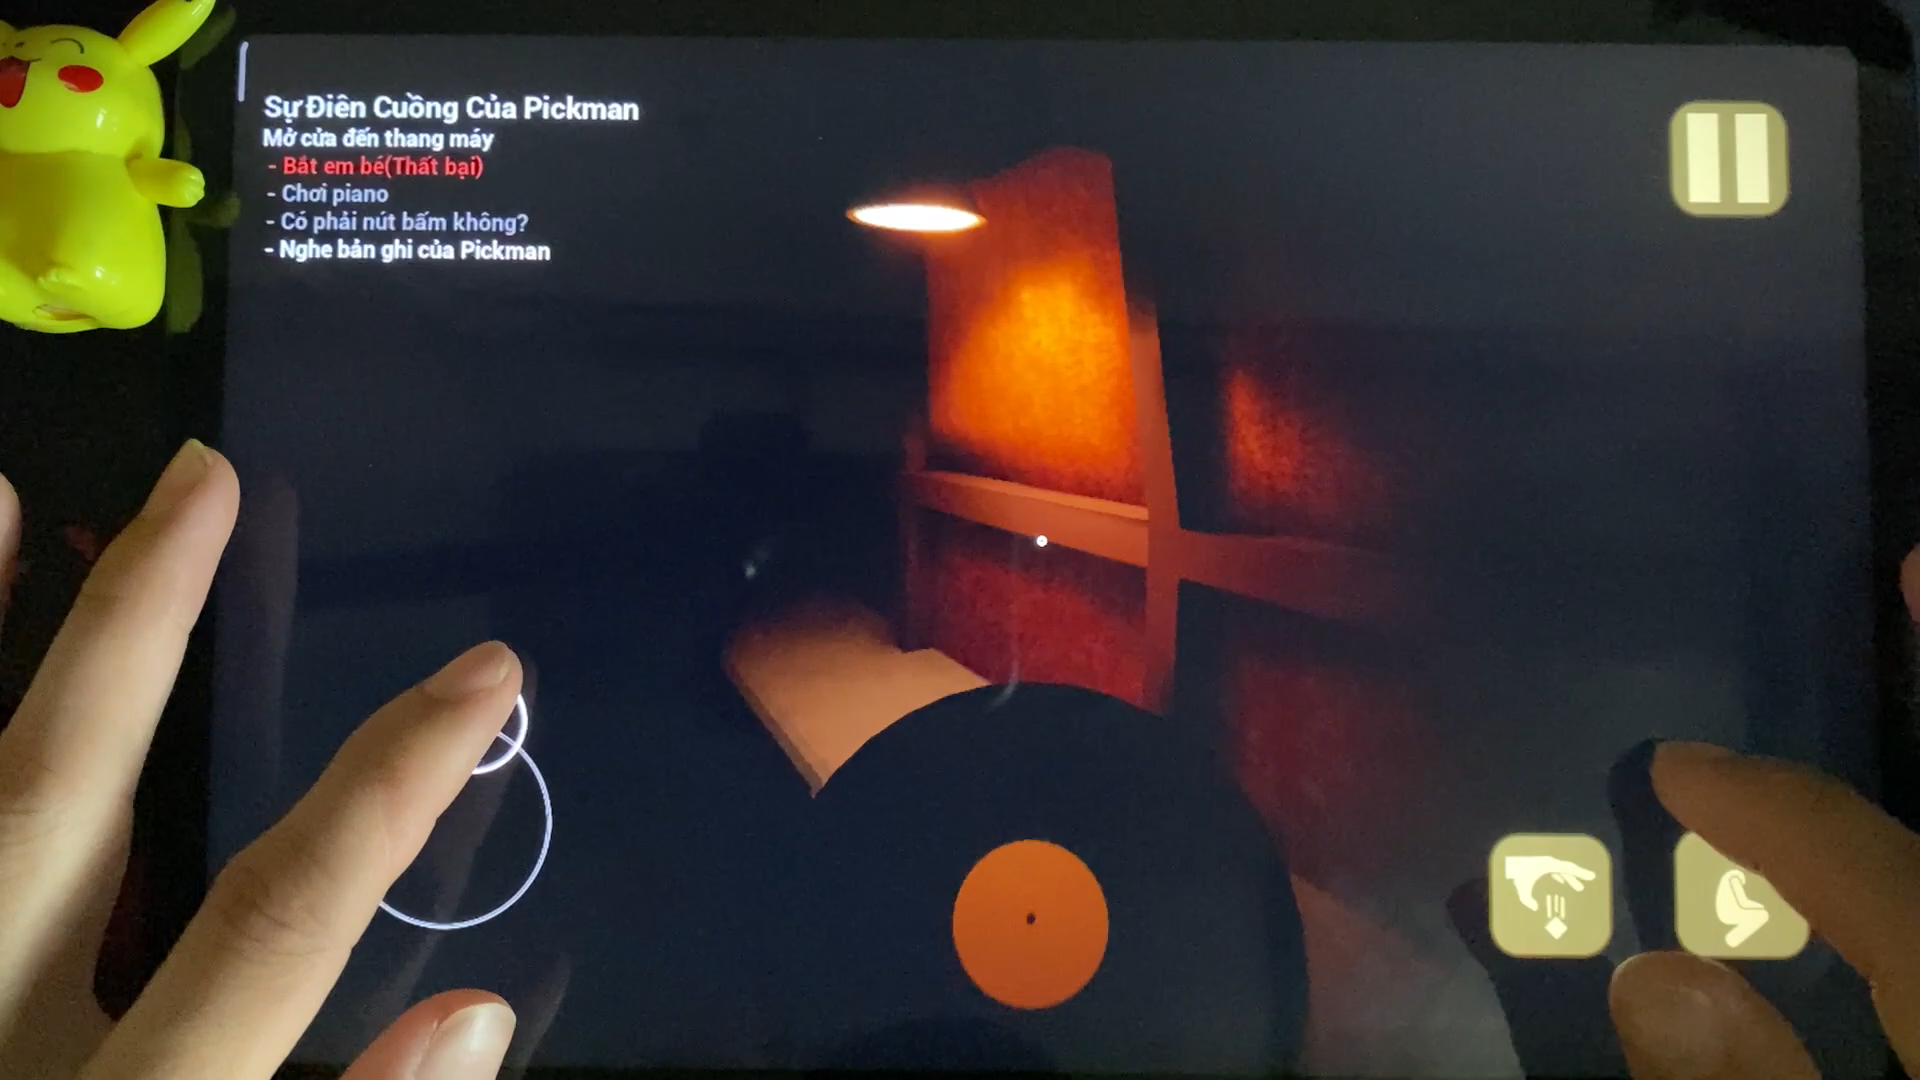 Sự Điên Cuồng Của Pickman
Mở cửa đến thang máy
- Bắt em bé(Thất bại)
- Chơi piano
- Có phải nút bấm không?
- Nghe bản ghi của Pickman